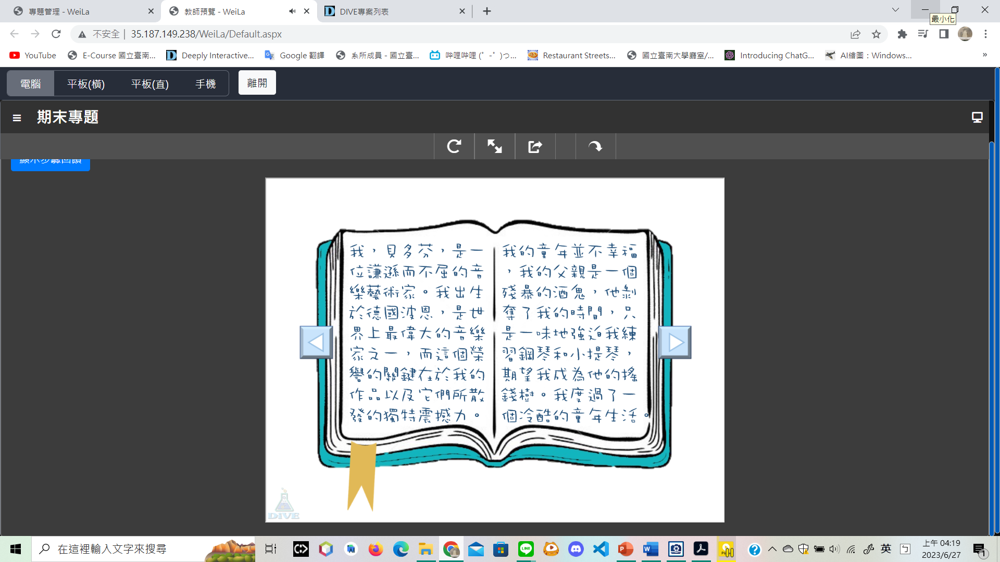 專題管理 - WeiLa
教師預覽 - WeiLa
DIVE專案列表
最小化
不安全
35.187.149.238/WeiLa/Default.aspx
YouTube
E-Course 國立臺南...
Deeply Interactive...
Google 翻譯
系所成員 - 國立臺...
嗶哩嗶哩 (゜-゜)つ...
Restaurant Streets...
國立臺南大學廳室/...
Introducing ChatG...
AI繪圖：Windows...
»
電腦
平板(橫)
平板(直)
手機
離開
期末專題
顯示步驟回饋
我，貝多芬，是一
位謙遜而不屈的音
樂藝術家。我出生
於德國波恩，是世
界上最偉大的音樂
家之一，而這個榮
譽的關鍵在於我的
作品以及它們所散
發的獨特震撼力。
我的童年並不幸福
，我的父親是一個
殘暴的酒鬼，他剝
奪了我的時間，只
是一味地強迫我練
習鋼琴和小提琴，
期望我成為他的搖
錢樹。我度過了一
個冷酷的童年生活。
DIVE
在這裡輸入文字來搜尋
英
上午 04:19
2023/6/27
1